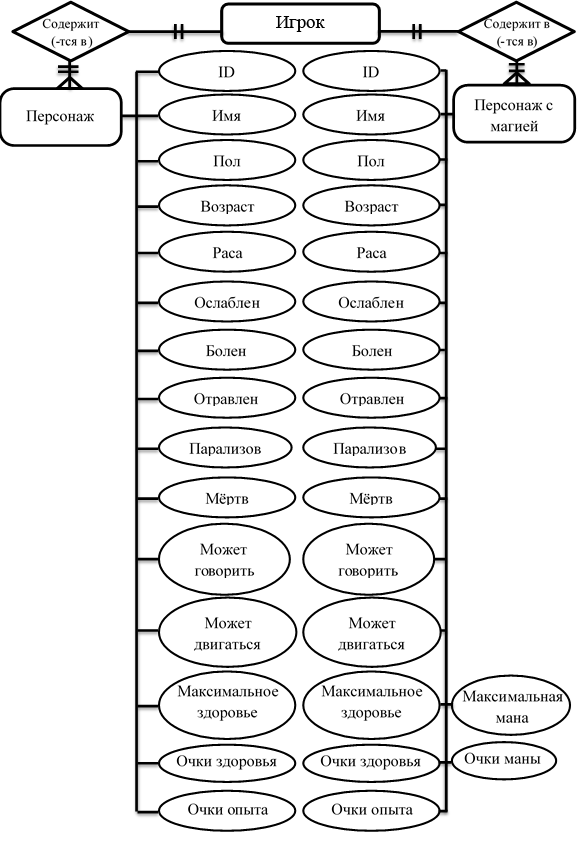 Содержит
(-тся в )
Игрок
Содержит в
(-тся в)
Персонаж
Персонаж с
магией
ID
ID
Имя
Имя
Пол
Пол
Возраст
Возраст
Раса
Раса
Ослаблен
Ослаблен
Болен
Болен
Отравлен
Отравлен
Парализов
Парализов
Мёртв
Мёртв
Может
говорить
Может
говорить
Может
двигаться
Может
двигаться
Максимальное
здоровье
Максимальное
здоровье
Максимальная
мана
Очки здоровья
Очки здоровья
Очки маны
Очки опыта
Очки опыта